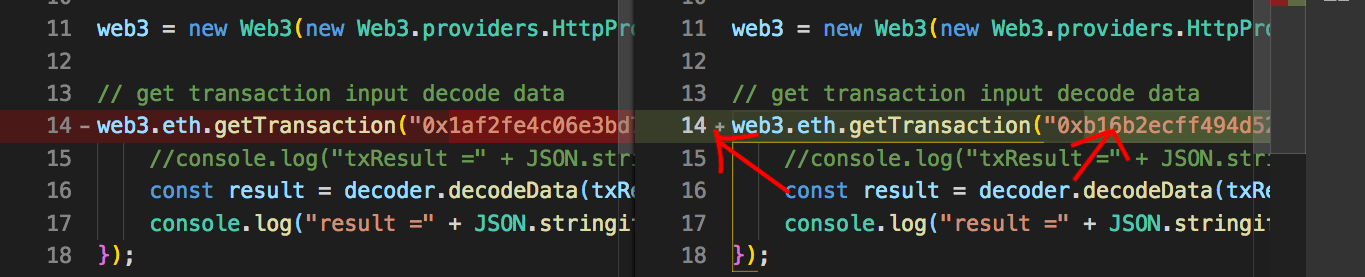 11 web3 = new Web3(new Web3.providers.HttpPr
12
13 // get transaction input decode data
14 - web3.eth.getTransaction("0x1af2fe4c06e3bd
15 //console.log("txResult =" + JSON.stri
16 const result = decoder.decodeData(txRe
17 console.log("result =" + JSON.stringi
18 });
11 web3 = new Web3(new Web3.providers.HttpPr
12
13 // get transaction input decode data
14 + web3.eth.getTransaction("0xb16b2ecff494d52
15 //console.log("txResult =" + JSON.stri
16 const result = decoder.decodeData(txRe
17 console.log("result =" + JSON.stringi
18 });